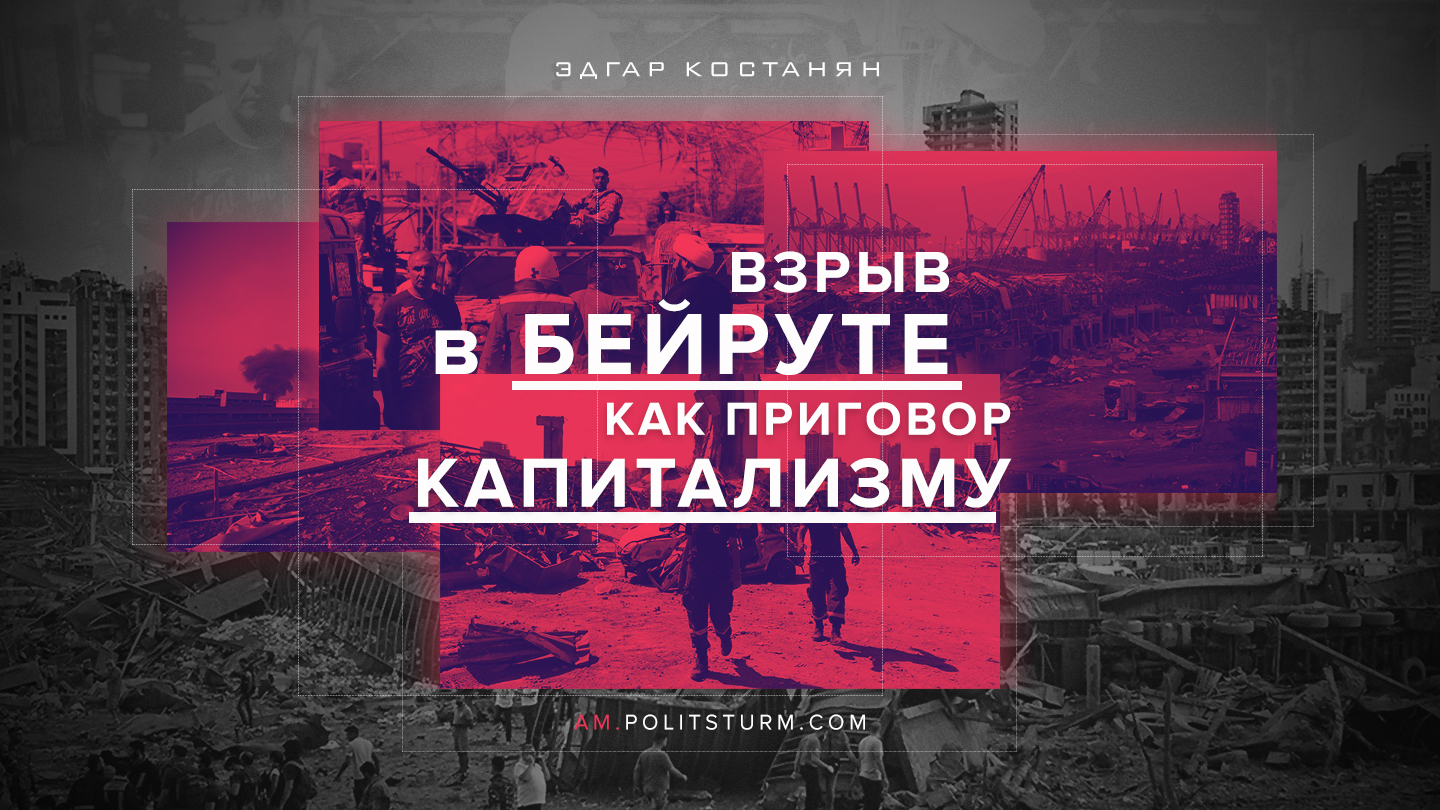 ЭДГАР КОСТАНЯН
ВЗРЫВ
в БЕЙРУТЕ
КАК ПРИГОВОР
КАПИТАЛИЗМУ
AM.POLITSTURM.COM